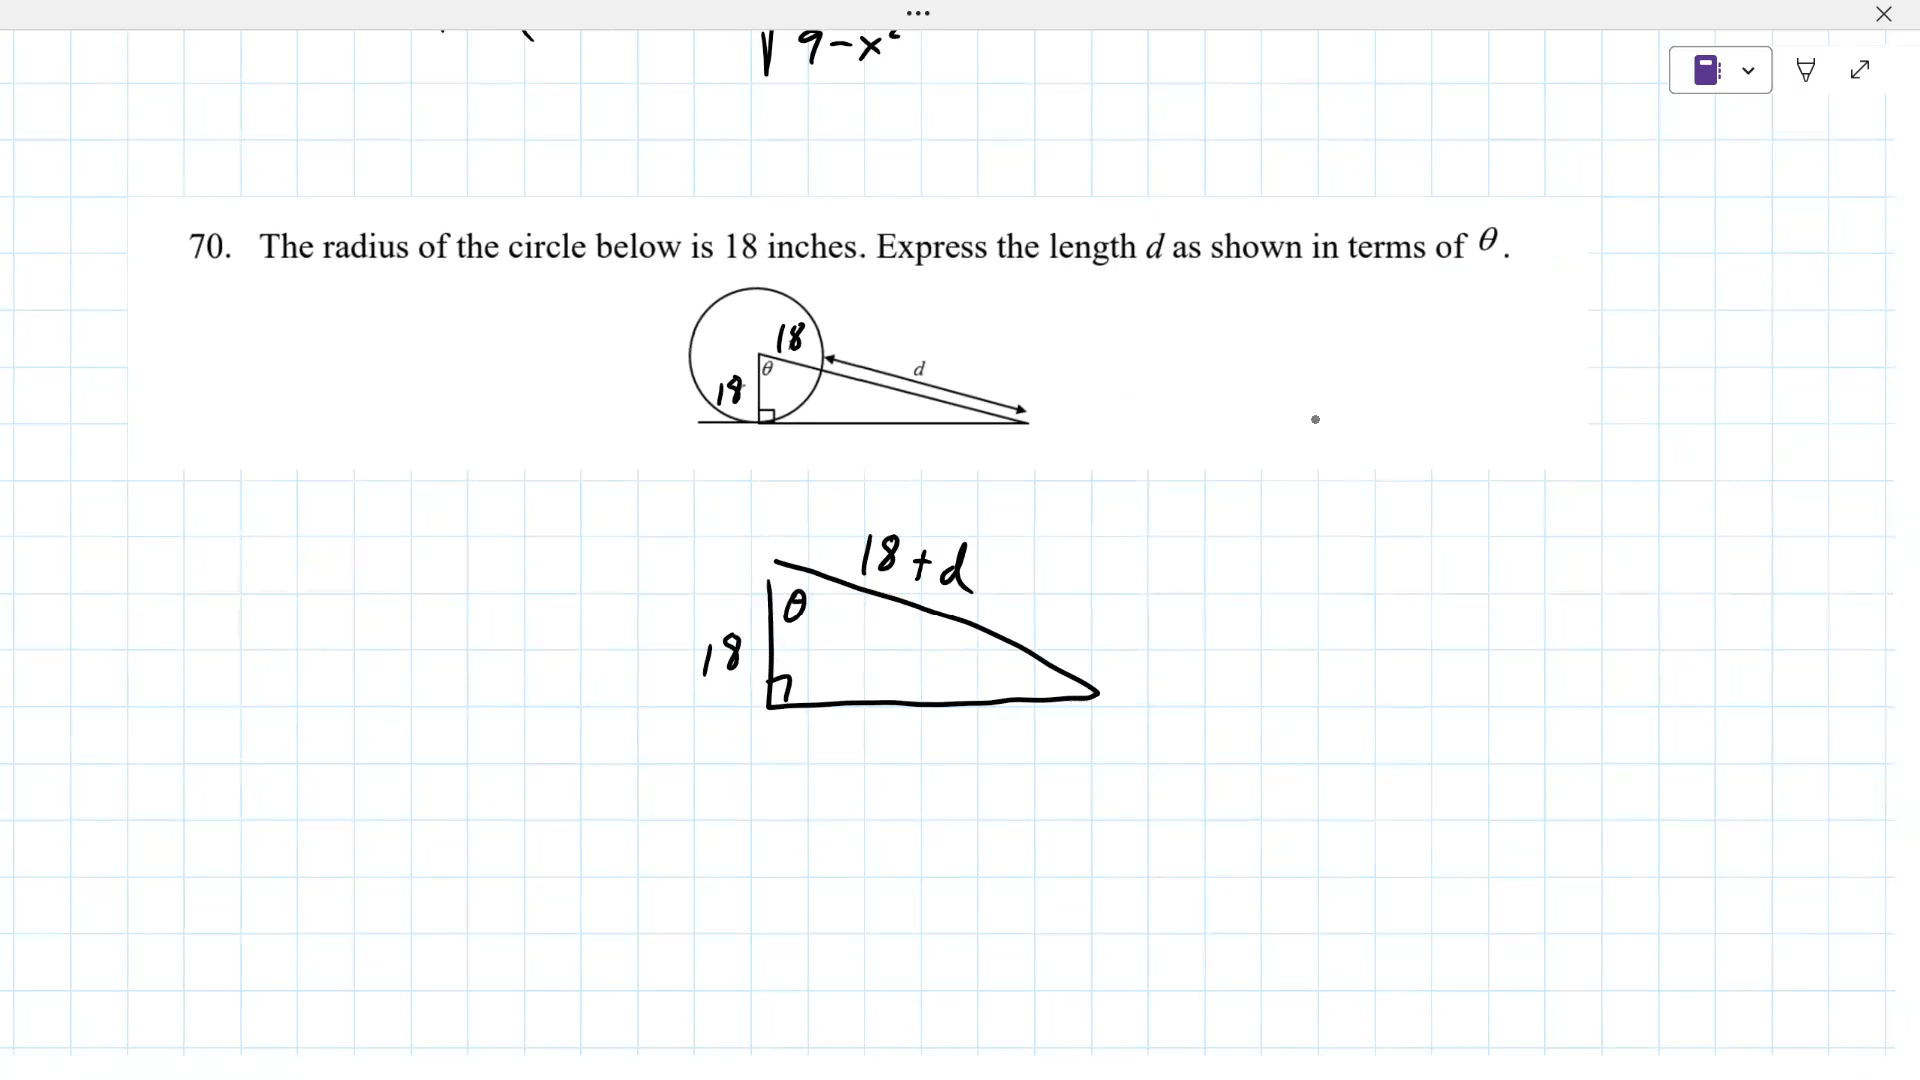 √9-x²
70. The radius of the circle below is 18 inches. Express the length d as shown in terms of θ.
18
θ
d
18
18+d
θ
18